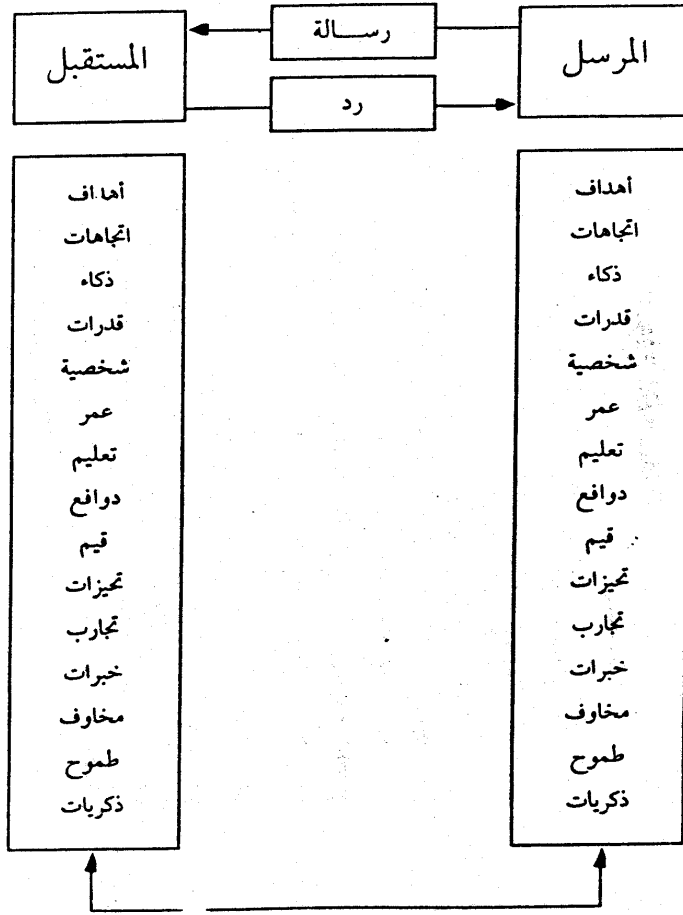 المرسل
رســـالة
المستقبل
رد
أهداف
اتجاهات
ذكاء
قدرات
شخصية
عمر
تعليم
دوافع
قيم
تحيزات
تجارب
خبرات
مخاوف
طموح
ذكريات
أهداف
اتجاهات
ذكاء
قدرات
شخصية
عمر
تعليم
دوافع
قيم
تحيزات
تجارب
خبرات
مخاوف
طموح
ذكريات